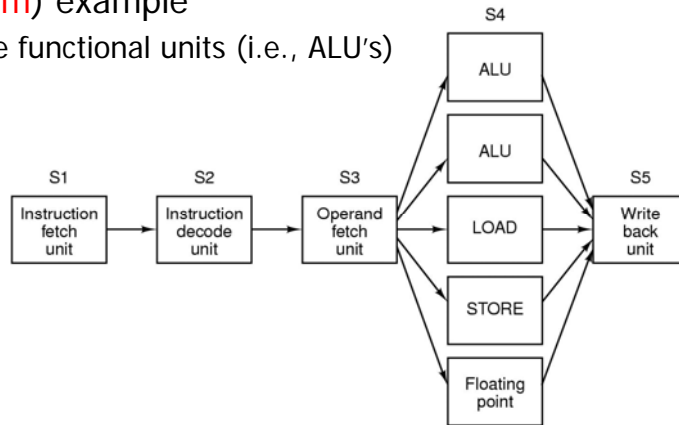 ) example
functional units (i.e., ALU's)
S4
ALU
ALU
S1
S2
S3
S5
Instruction
fetch
unit
Instruction
decode
unit
Operand
fetch
unit
LOAD
Write
back
unit
STORE
Floating
point